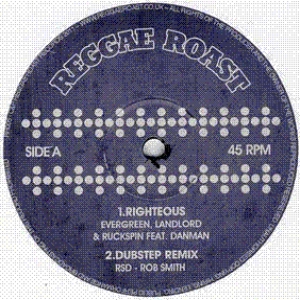 REGGAE ROAST
SIDE A
45 RPM
1.RIGHTEOUS
EVERGREEN, LANDLORD
& RUCKSPIN FEAT. DANMAN
2.DUBSTEP REMIX
RSD - ROB SMITH